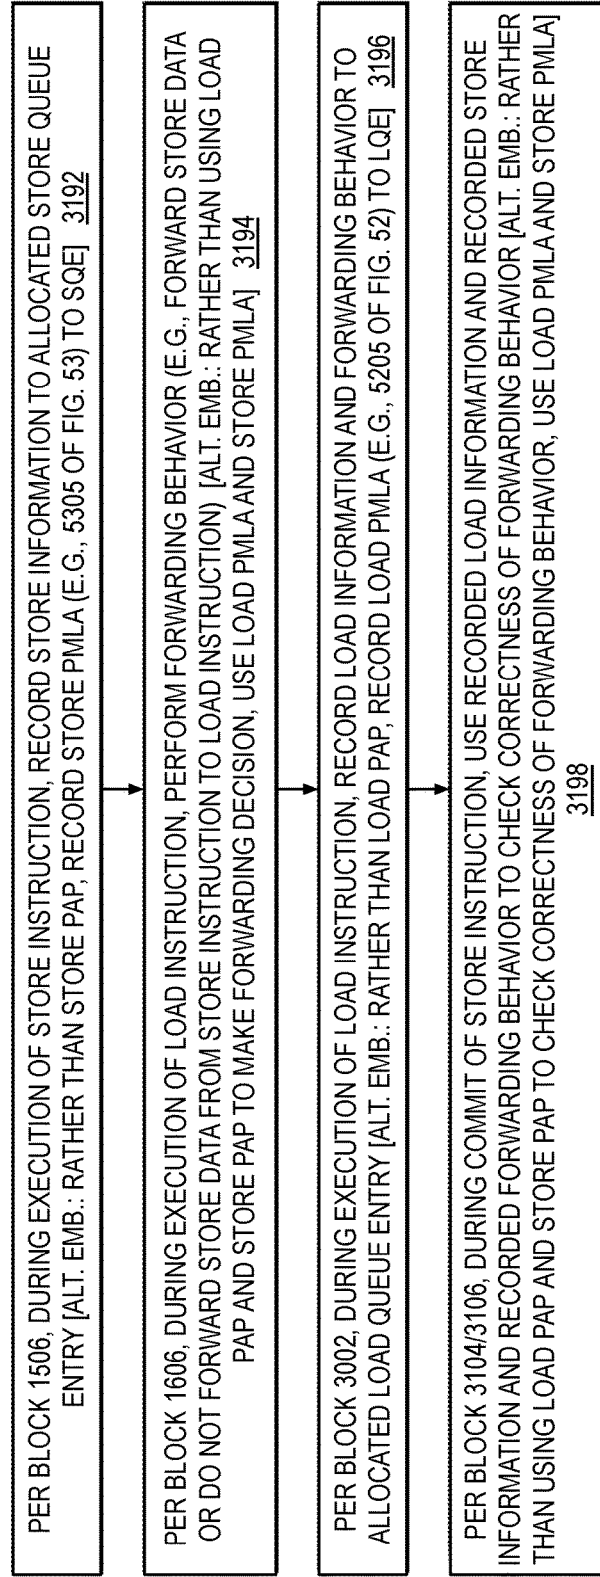 PER BLOCK 1506, DURING EXECUTION OF STORE INSTRUCTION, RECORD STORE INFORMATION TO ALLOCATED STORE QUEUE
ENTRY [ALT. EMB.: RATHER THAN STORE PAP, RECORD STORE PMLA (E.G., 5305 OF FIG. 53) TO SQE] 3192
PER BLOCK 1606, DURING EXECUTION OF LOAD INSTRUCTION, PERFORM FORWARDING BEHAVIOR (E.G., FORWARD STORE DATA
OR DO NOT FORWARD STORE DATA FROM STORE INSTRUCTION TO LOAD INSTRUCTION) [ALT. EMB.: RATHER THAN USING LOAD
PAP AND STORE PAP TO MAKE FORWARDING DECISION, USE LOAD PMLA AND STORE PMLA] 3194
PER BLOCK 3002, DURING EXECUTION OF LOAD INSTRUCTION, RECORD LOAD INFORMATION AND FORWARDING BEHAVIOR TO
ALLOCATED LOAD QUEUE ENTRY [ALT. EMB.: RATHER THAN LOAD PAP, RECORD LOAD PMLA (E.G., 5205 OF FIG. 52) TO LQE] 3196
PER BLOCK 3104/3106, DURING COMMIT OF STORE INSTRUCTION, USE RECORDED LOAD INFORMATION AND RECORDED STORE
INFORMATION AND RECORDED FORWARDING BEHAVIOR TO CHECK CORRECTNESS OF FORWARDING BEHAVIOR [ALT. EMB.: RATHER
THAN USING LOAD PAP AND STORE PAP TO CHECK CORRECTNESS OF FORWARDING BEHAVIOR, USE LOAD PMLA AND STORE PMLA]
3198